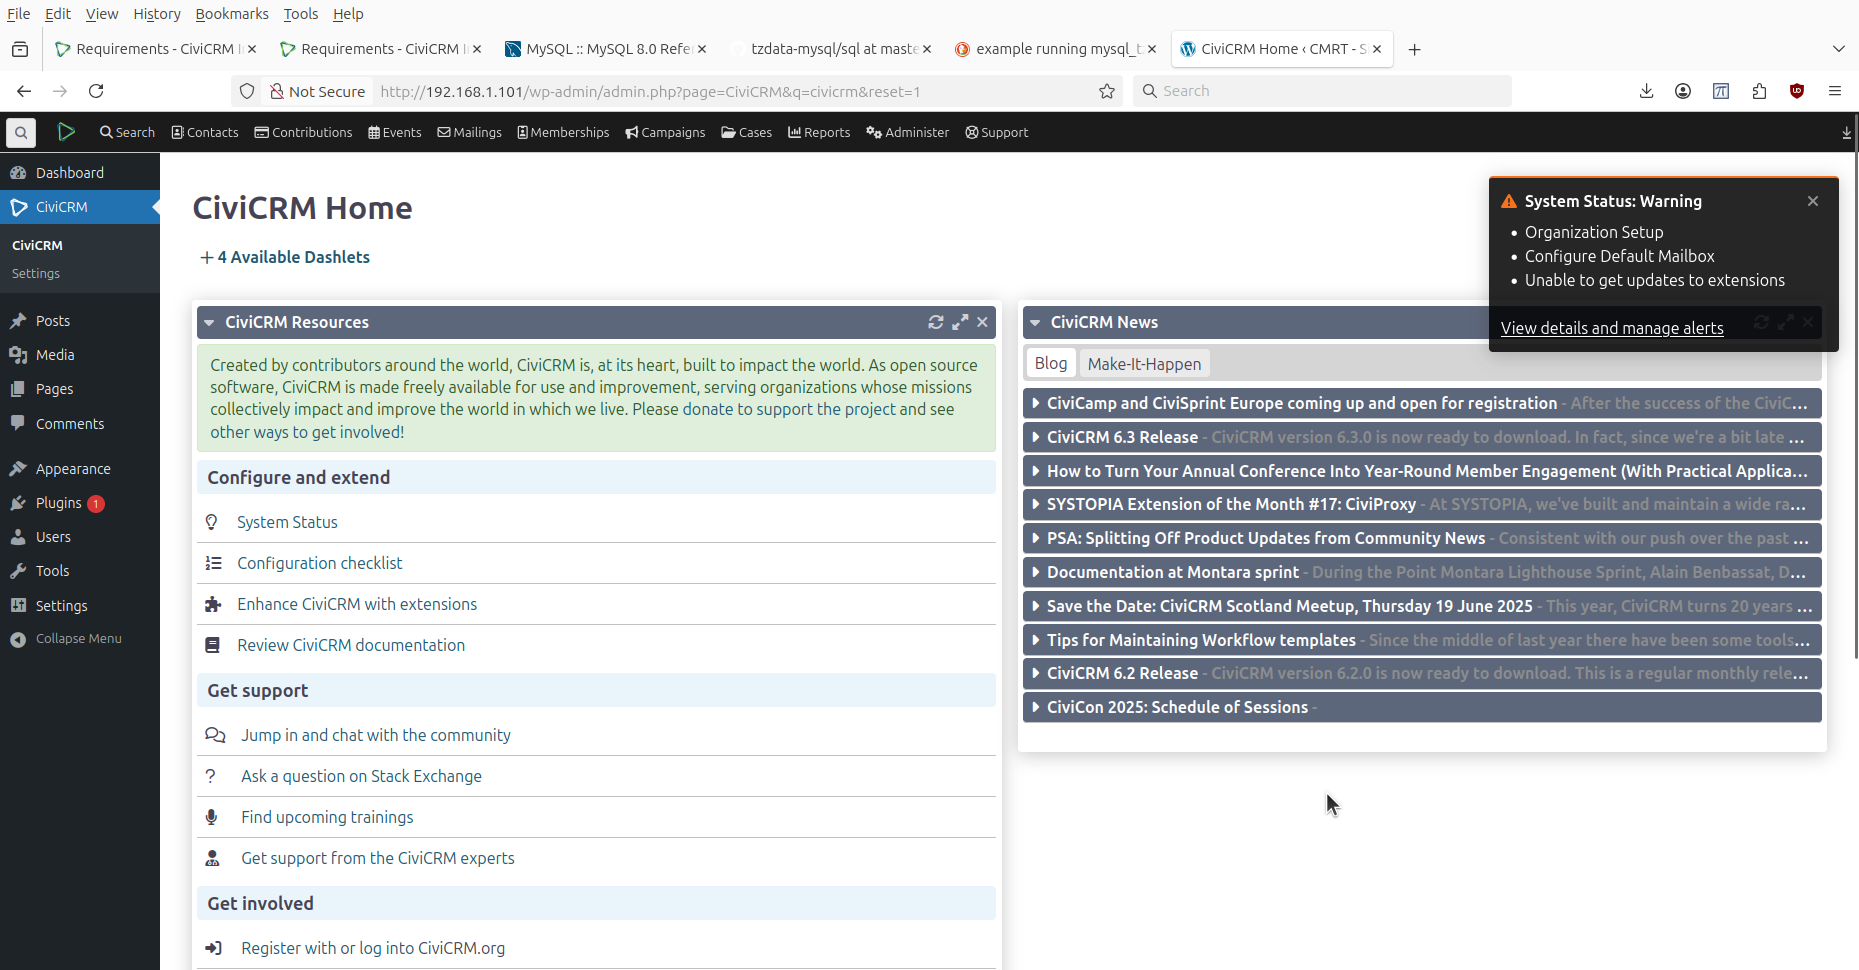 File Edit View History Bookmarks Tools Help
Requirements - CiviCRM I
Requirements - CiviCRM I
MySQL :: MySQL 8.0 Refer
tzdata-mysql/sql at maste
example running mysql_tz
CiviCRM Home ‹ CMRT - S
Not Secure http://192.168.1.101/wp-admin/admin.php?page=CiviCRM&q=civicrm&reset=1
Search
Search Contacts Contributions Events Mailings Memberships Campaigns Cases Reports Administer Support
Dashboard
CiviCRM
CiviCRM
Settings
Posts
Media
Pages
Comments
Appearance
Plugins 1
Users
Tools
Settings
Collapse Menu
CiviCRM Home
4 Available Dashlets
System Status: Warning
Organization Setup
Configure Default Mailbox
Unable to get updates to extensions
View details and manage alerts
CiviCRM Resources
Created by contributors around the world, CiviCRM is, at its heart, built to impact the world. As open source
software, CiviCRM is made freely available for use and improvement, serving organizations whose missions
collectively impact and improve the world in which we live. Please donate to support the project and see
other ways to get involved!
Configure and extend
System Status
Configuration checklist
Enhance CiviCRM with extensions
Review CiviCRM documentation
Get support
Jump in and chat with the community
? Ask a question on Stack Exchange
Find upcoming trainings
Get support from the CiviCRM experts
Get involved
Register with or log into CiviCRM.org
CiviCRM News
Blog Make-It-Happen
CiviCamp and CiviSprint Europe coming up and open for registration - After the success of the CiviC...
CiviCRM 6.3 Release - CiviCRM version 6.3.0 is now ready to download. In fact, since we're a bit late ...
How to Turn Your Annual Conference Into Year-Round Member Engagement (With Practical Applica...
SYSTOPIA Extension of the Month #17: CiviProxy - At SYSTOPIA, we've built and maintain a wide ra...
PSA: Splitting Off Product Updates from Community News - Consistent with our push over the past ...
Documentation at Montara sprint - During the Point Montara Lighthouse Sprint, Alain Benbassat, D...
Save the Date: CiviCRM Scotland Meetup, Thursday 19 June 2025 - This year, CiviCRM turns 20 years ...
Tips for Maintaining Workflow templates - Since the middle of last year there have been some tools...
CiviCRM 6.2 Release - CiviCRM version 6.2.0 is now ready to download. This is a regular monthly rele...
CiviCon 2025: Schedule of Sessions -